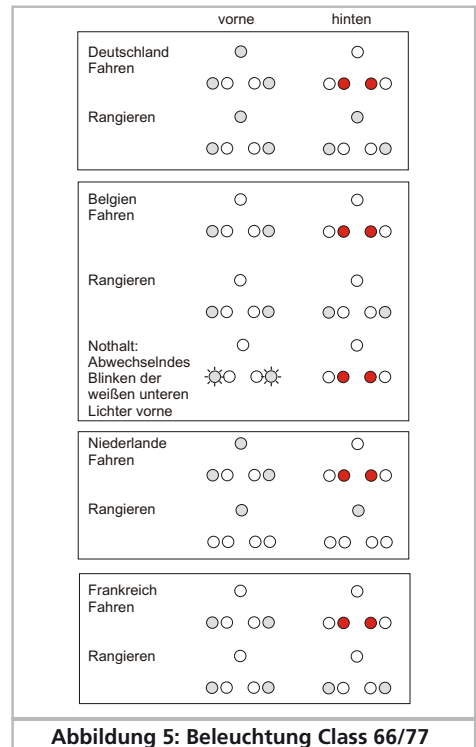 vorne hinten
Deutschland
Fahren
Rangieren
Belgien
Fahren
Rangieren
Nothalt:
Abwechselndes
Blinken der
weißen unteren
Lichter vorne
Niederlande
Fahren
Rangieren
Frankreich
Fahren
Rangieren
Abbildung 5: Beleuchtung Class 66/77